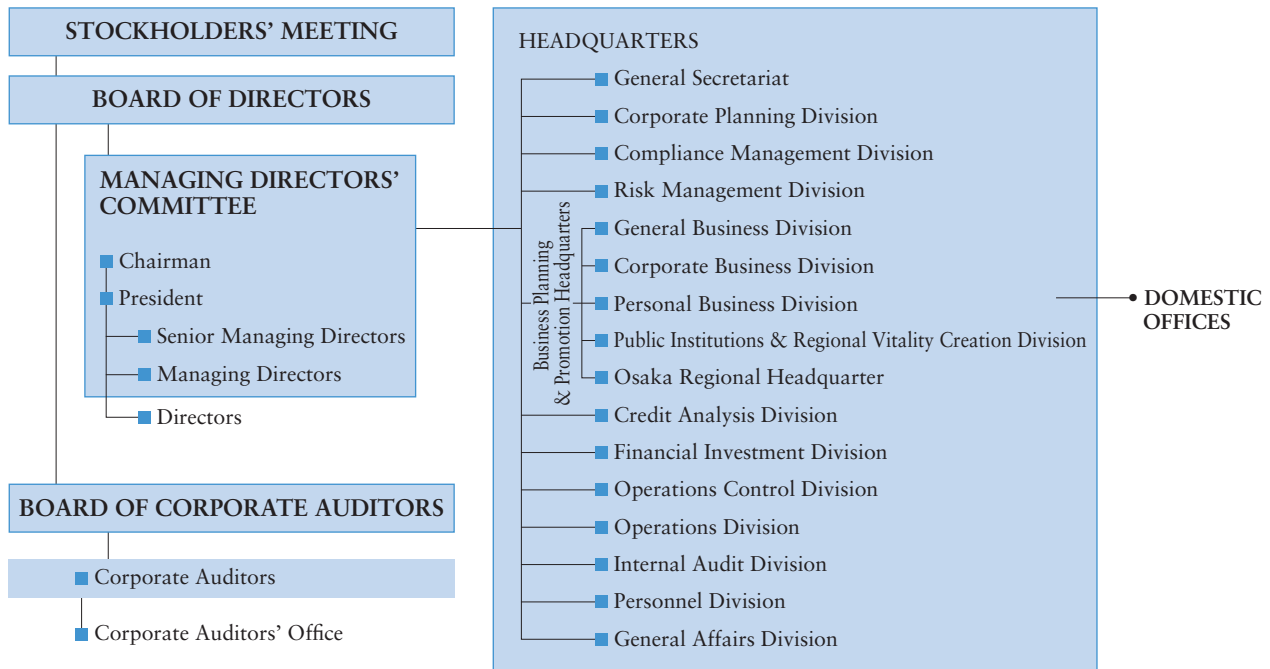 STOCKHOLDERS’ MEETING
BOARD OF DIRECTORS
MANAGING DIRECTORS’
COMMITTEE
Chairman
President
Senior Managing Directors
Managing Directors
Directors
BOARD OF CORPORATE AUDITORS
Corporate Auditors
Corporate Auditors’ Office
HEADQUARTERS
General Secretariat
Corporate Planning Division
Compliance Management Division
Risk Management Division
Business Planning
& Promotion Headquarters
General Business Division
Corporate Business Division
Personal Business Division
Public Institutions & Regional Vitality Creation Division
Osaka Regional Headquarter
Credit Analysis Division
Financial Investment Division
Operations Control Division
Operations Division
Internal Audit Division
Personnel Division
General Affairs Division
DOMESTIC
OFFICES